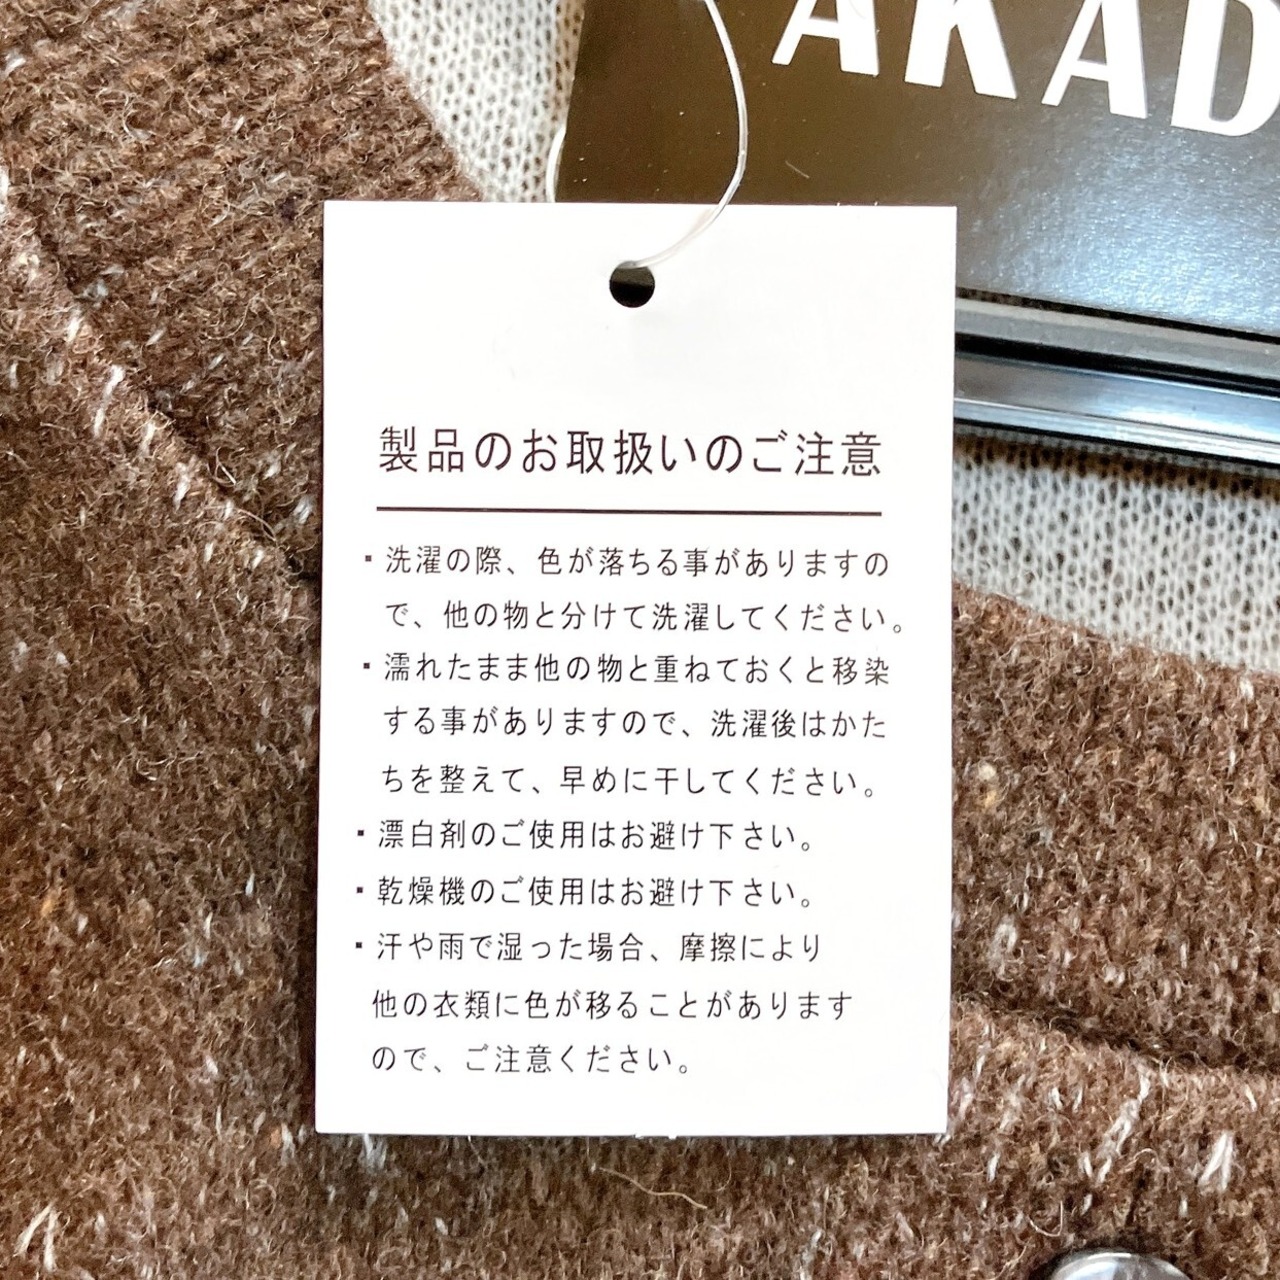 AKAD
製品のお取扱いのご注意
▪洗濯の際、色が落ちる事がありますの
で、他の物と分けて洗濯してください。
▪濡れたまま他の物と重ねておくと移染
する事がありますので、洗濯後はかた
ちを整えて、早めに干してください。
▪漂白剤のご使用はお避け下さい。
▪乾燥機のご使用はお避け下さい。
▪汗や雨で湿った場合、摩擦により
他の衣類に色が移ることがあります
ので、ご注意ください。